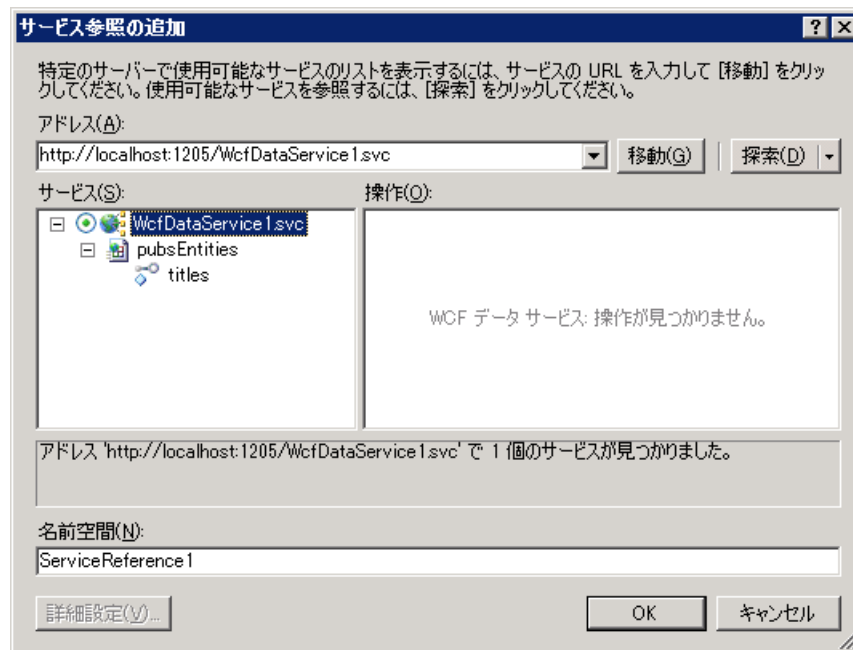 サービス参照の追加
特定のサーバーで使用可能なサービスのリストを表示するには、サービスの URL を入力して [移動] をクリッ
クしてください。使用可能なサービスを参照するには、[探索] をクリックしてください。
アドレス(A):
http://localhost:1205/WcfDataService1.svc
移動(G)
探索(D)
サービス(S):
操作(O):
WcfDataService1.svc
pubsEntities
titles
WCF データ サービス: 操作が見つかりません。
アドレス 'http://localhost:1205/WcfDataService1.svc' で 1 個のサービスが見つかりました。
名前空間(N):
ServiceReference1
詳細設定(V)...
OK
キャンセル